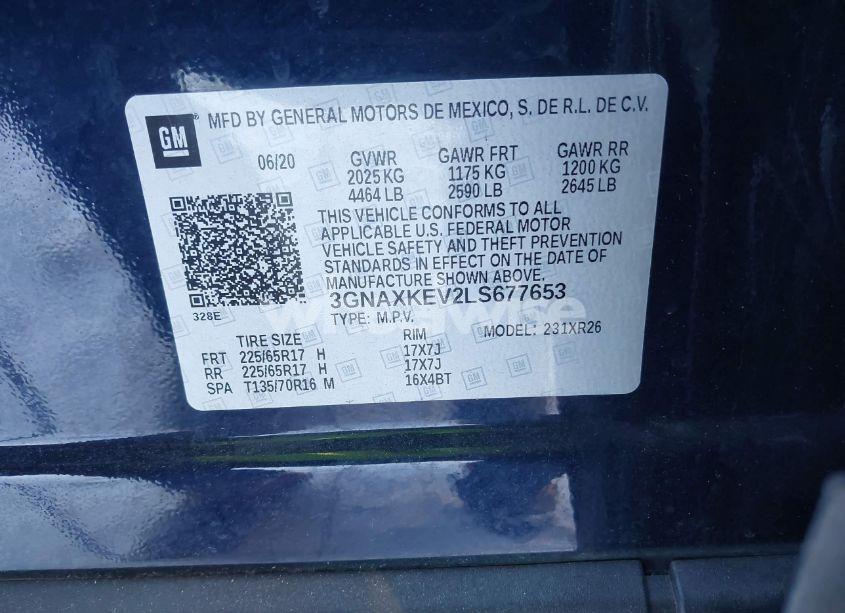 GM
MFD BY GENERAL MOTORS DE MEXICO, S. DE R.L. DE C.V.
06/20 GVWR GAWR FRT GAWR RR
2025 KG 1175 KG 1200 KG
4464 LB 2590 LB 2645 LB
THIS VEHICLE CONFORMS TO ALL
APPLICABLE U.S. FEDERAL MOTOR
VEHICLE SAFETY AND THEFT PREVENTION
STANDARDS IN EFFECT ON THE DATE OF
MANUFACTURE SHOWN ABOVE.
328E
3GNAXKEV2LS677653
TYPE: M.P.V. MODEL: 231XR26
TIRE SIZE RIM
FRT 225/65R17 H 17X7J
RR 225/65R17 H 17X7J
SPA T135/70R16 M 16X4BT